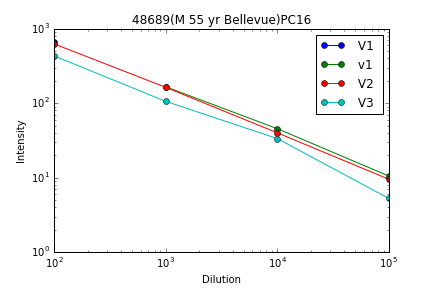 48689(M 55 yr Bellevue)PC16
10³
10²
10¹
10⁰
Intensity
V1
v1
V2
V3
10² 10³ 10⁴ 10⁵
Dilution